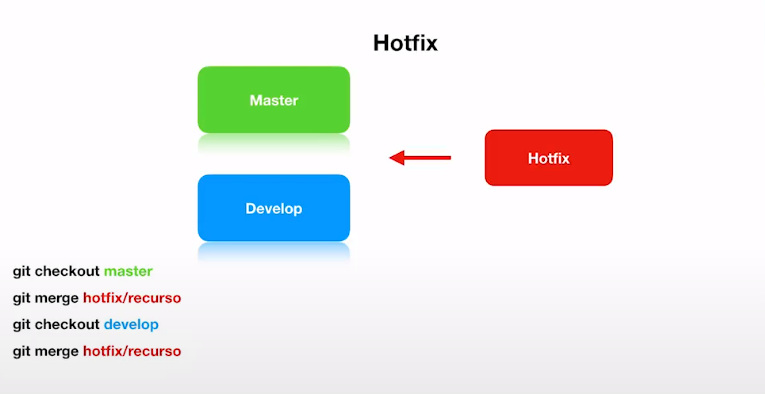 Hotfix
Master
Hotfix
Develop
git checkout master
git merge hotfix/recurso
git checkout develop
git merge hotfix/recurso